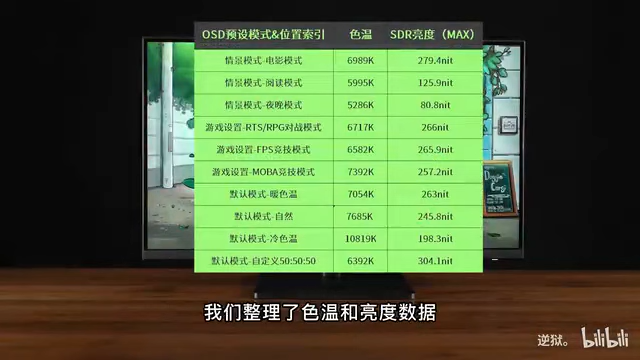 OSD预设模式&位置索引 色温 SDR亮度（MAX）
情景模式-电影模式 6989K 279.4nit
情景模式-阅读模式 5995K 125.9nit
情景模式-夜晚模式 5286K 80.8nit
游戏设置-RTS/RPG对战模式 6717K 266nit
游戏设置-FPS竞技模式 6582K 265.9nit
游戏设置-MOBA竞技模式 7392K 257.2nit
默认模式-暖色温 7054K 263nit
默认模式-自然 7685K 245.8nit
默认模式-冷色温 10819K 198.3nit
默认模式-自定义50:50:50 6392K 304.1nit
我们整理了色温和亮度数据
逆狱。 bilibili